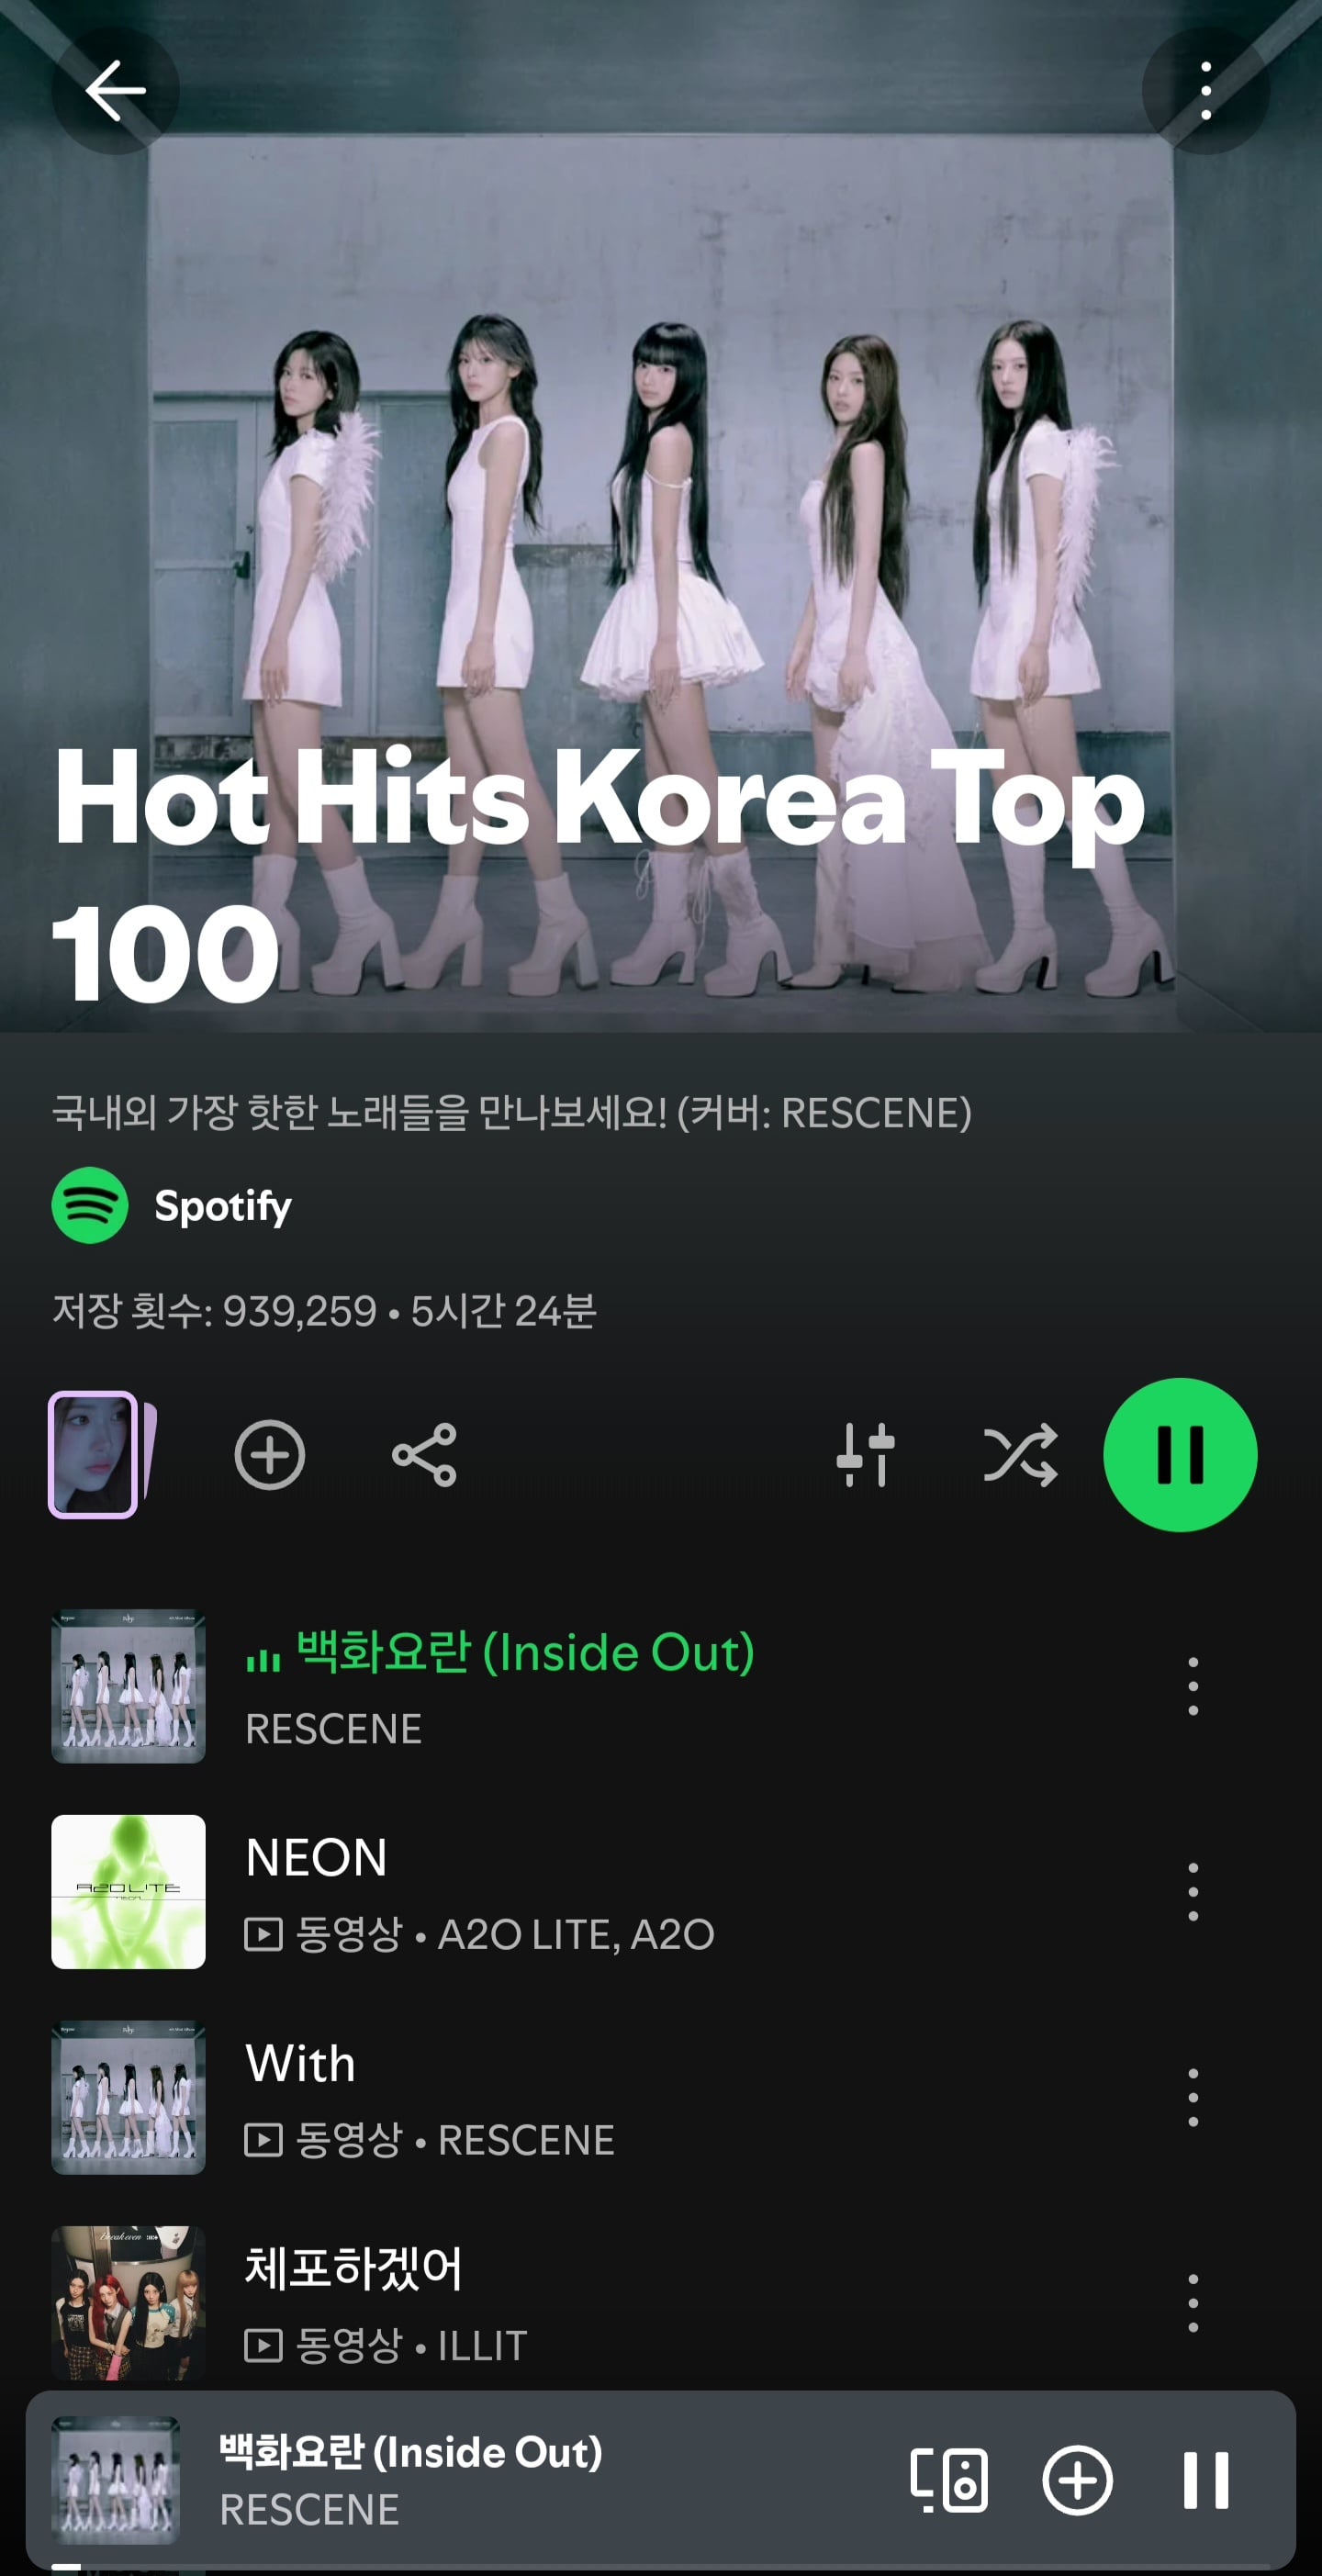 Hot Hits Korea Top
100
국내외 가장 핫한 노래들을 만나보세요! (커버: RESCENE)
Spotify
저장 횟수: 939,259 • 5시간 24분
백화요란 (Inside Out)
RESCENE
A2O LITE
NEON
NEON
동영상 • A2O LITE, A2O
With
동영상 • RESCENE
체포하겠어
동영상 • ILLIT
백화요란 (Inside Out)
RESCENE